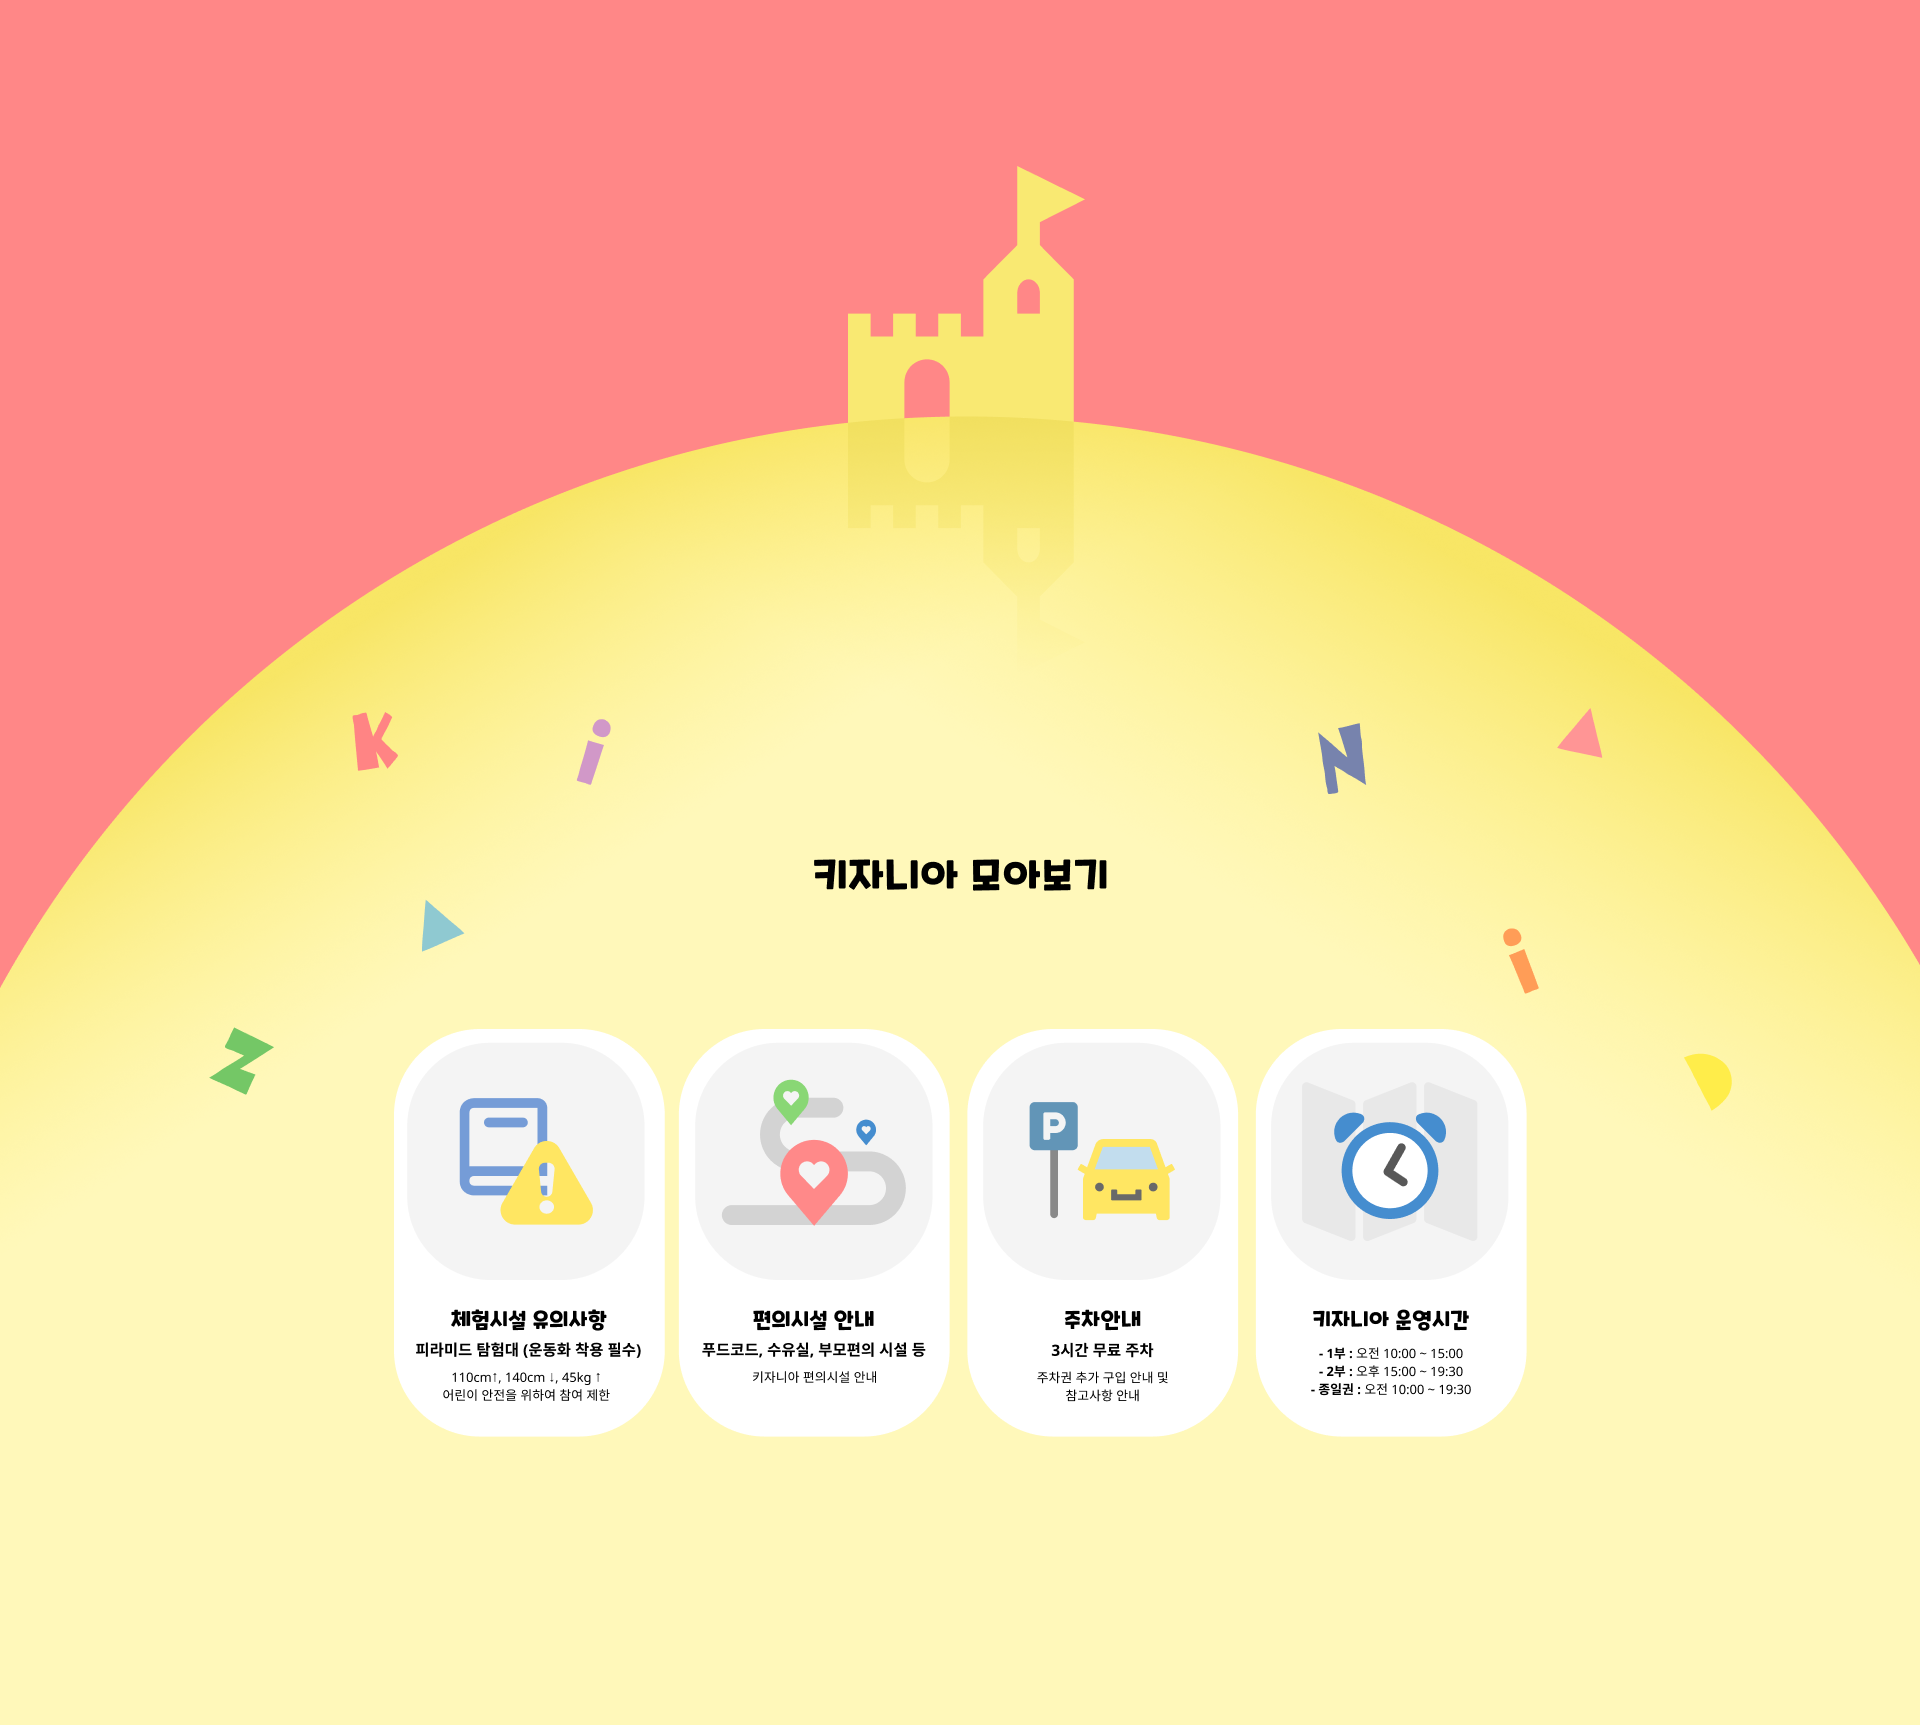 K
i
N
키자니아 모아보기
i
Z
P
체험시설 유의사항
피라미드 탐험대 (운동화 착용 필수)
110cm↑, 140cm ↓, 45kg ↑
어린이 안전을 위하여 참여 제한
편의시설 안내
푸드코드, 수유실, 부모편의 시설 등
키자니아 편의시설 안내
주차안내
3시간 무료 주차
주차권 추가 구입 안내 및
참고사항 안내
키자니아 운영시간
- 1부 : 오전 10:00 ~ 15:00
- 2부 : 오후 15:00 ~ 19:30
- 종일권 : 오전 10:00 ~ 19:30